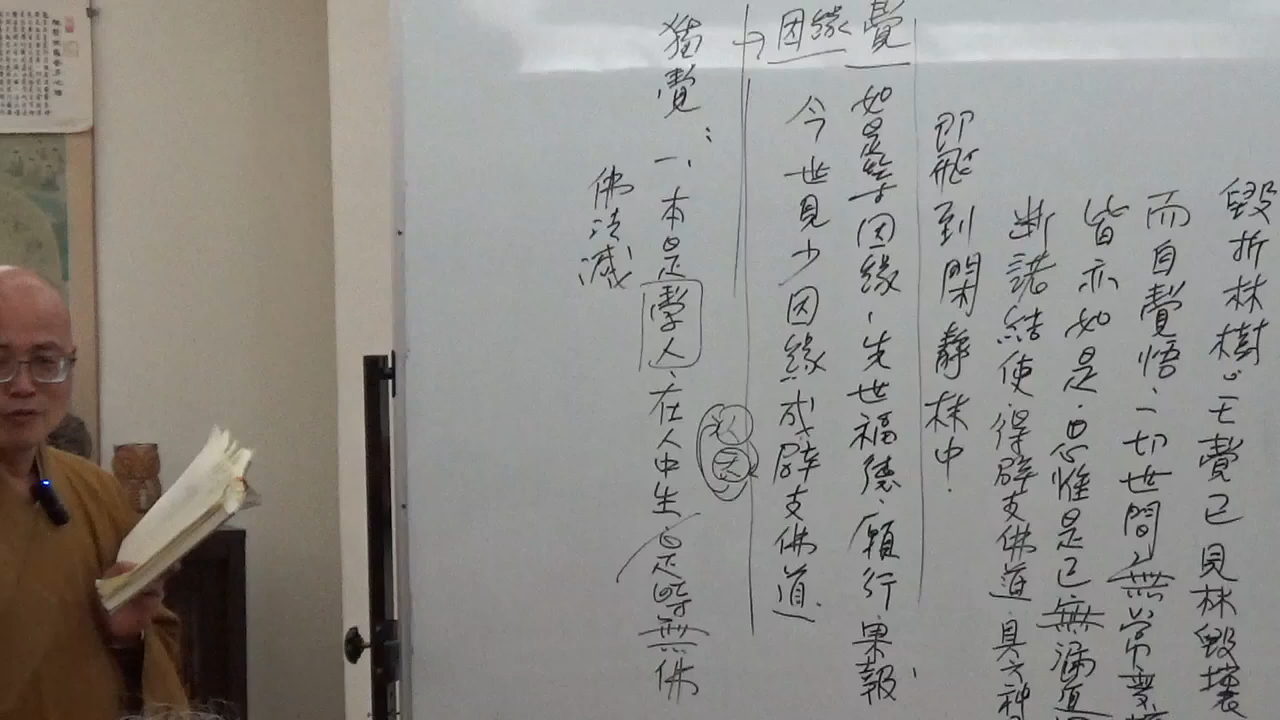 毀折林樹。王覺已見林毀壞
而自覺悟、一切世間無常變
皆亦如是。思惟是已無漏道
斷諸結使得辟支佛道具六神
即飛到閑靜林中.
覺 如是等因緣、先世福德、願行果報、
因緣 今世見少因緣成辟支佛道.
獨覺：一、本是學人、在人中生、是時無佛
佛法滅